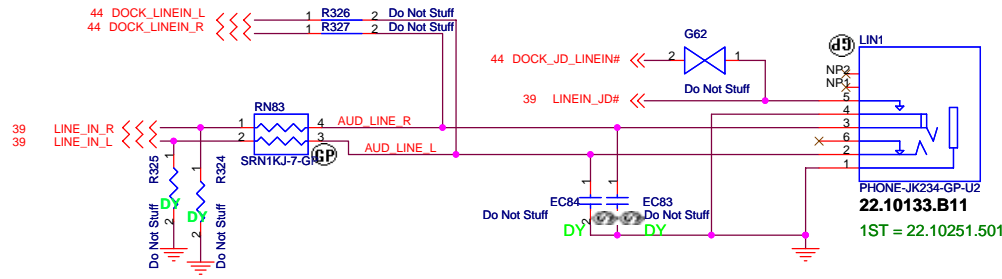 44 DOCK_LINEIN_L 1 R326 2 Do Not Stuff
44 DOCK_LINEIN_R 1 R327 2 Do Not Stuff
G62
44 DOCK_JD_LINEIN# 2 1
Do Not Stuff
39 LINEIN_JD#
GP LIN1
NP2
NP1
5
4
3
6
2
1
PHONE-JK234-GP-U2
22.10133.B11
1ST = 22.10251.501
RN83
39 LINE_IN_R 1 4 AUD_LINE_R
39 LINE_IN_L 2 3 AUD_LINE_L
SRN1KJ-7-GP
GP
R325 1 2 DY Do Not Stuff
R324 1 2 DY Do Not Stuff
1 1
EC84 EC83
Do Not Stuff Do Not Stuff
2
DY DY